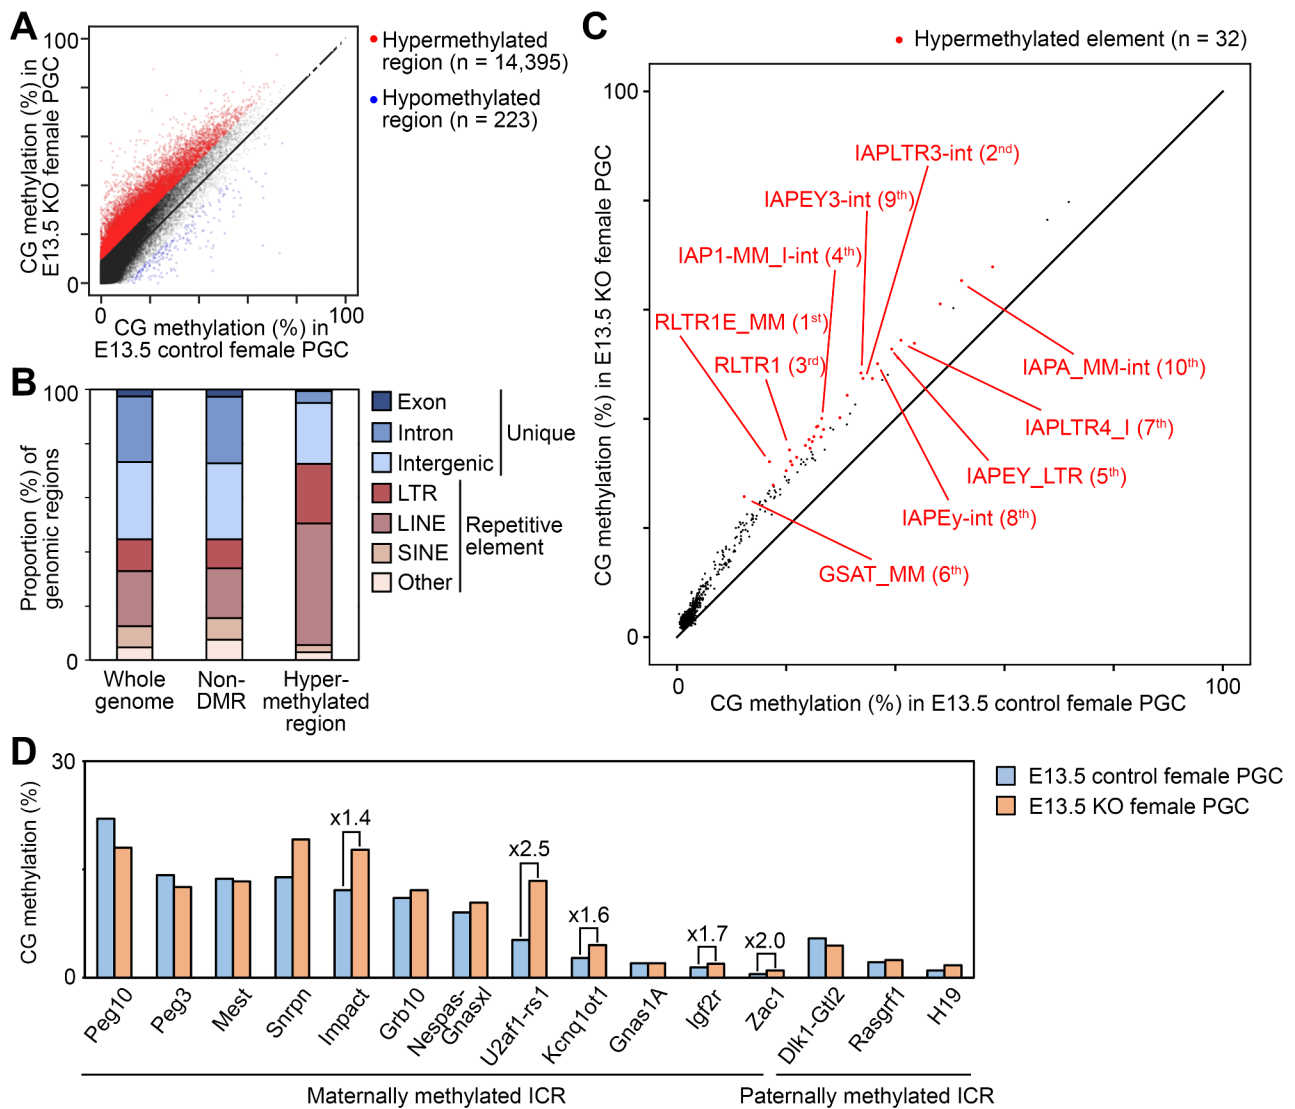 A
100
0
CG methylation (%) in
E13.5 KO female PGC
0
100
CG methylation (%) in
E13.5 control female PGC
Hypermethylated
region (n = 14,395)
Hypomethylated
region (n = 223)
B
100
0
Proportion (%) of
genomic regions
Whole
genome
Non-
DMR
Hyper-
methylated
region
Exon
Intron
Intergenic
Unique
LTR
LINE
SINE
Other
Repetitive
element
C
Hypermethylated element (n = 32)
100
0
CG methylation (%) in E13.5 KO female PGC
IAPLTR3-int (2nd)
IAPEY3-int (9th)
IAP1-MM_I-int (4th)
RLTR1E_MM (1st)
RLTR1 (3rd)
IAPA_MM-int (10th)
IAPLTR4_I (7th)
IAPEY_LTR (5th)
IAPEy-int (8th)
GSAT_MM (6th)
0
100
CG methylation (%) in E13.5 control female PGC
D
30
0
CG methylation (%)
x1.4
x2.5
x1.6
x1.7
x2.0
E13.5 control female PGC
E13.5 KO female PGC
Peg10
Peg3
Mest
Snrpn
Impact
Grb10
Nespas-
Gnasxl
U2af1-rs1
Kcnq1ot1
Gnas1A
Igf2r
Zac1
Dlk1-Gtl2
Rasgrf1
H19
Maternally methylated ICR
Paternally methylated ICR